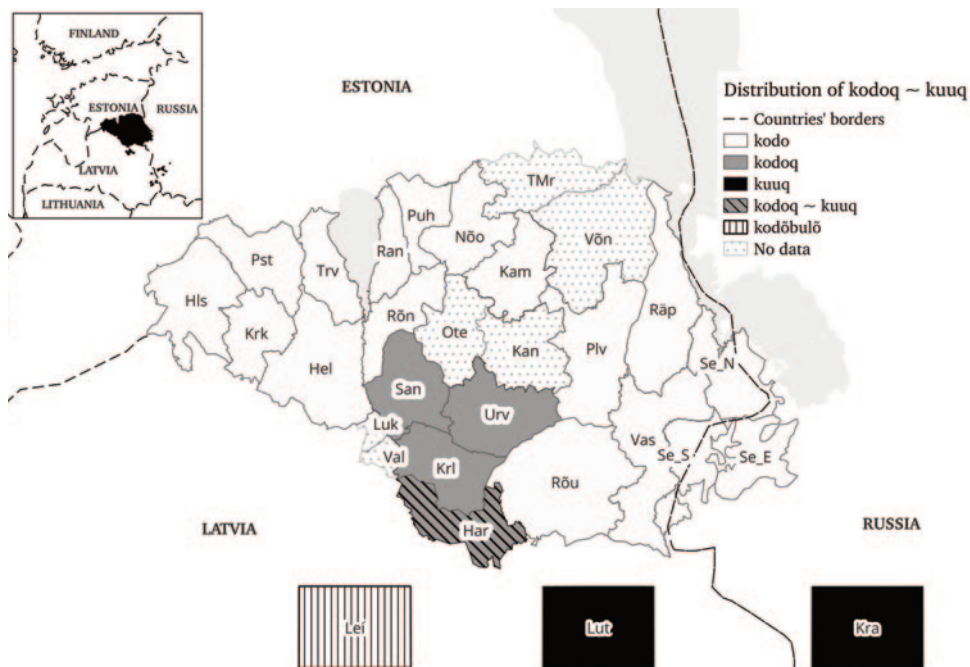 FINLAND
ESTONIA
RUSSIA
LATVIA
LITHUANIA
ESTONIA
Distribution of kodoq ~ kuuq
Countries' borders
kodo
kodoq
kuuq
kodoq ~ kuuq
kodõbulõ
No data
TMr
Puh
Nõo
Võn
Pst
Trv
Ran
Kam
Hls
Rõn
Räp
Krk
Ote
Kan
Plv
Hel
Se_N
San
Urv
Luk
Vas
Val
Krl
Se_S
Se_E
Rõu
LATVIA
Har
RUSSIA
Lei
Lut
Kra